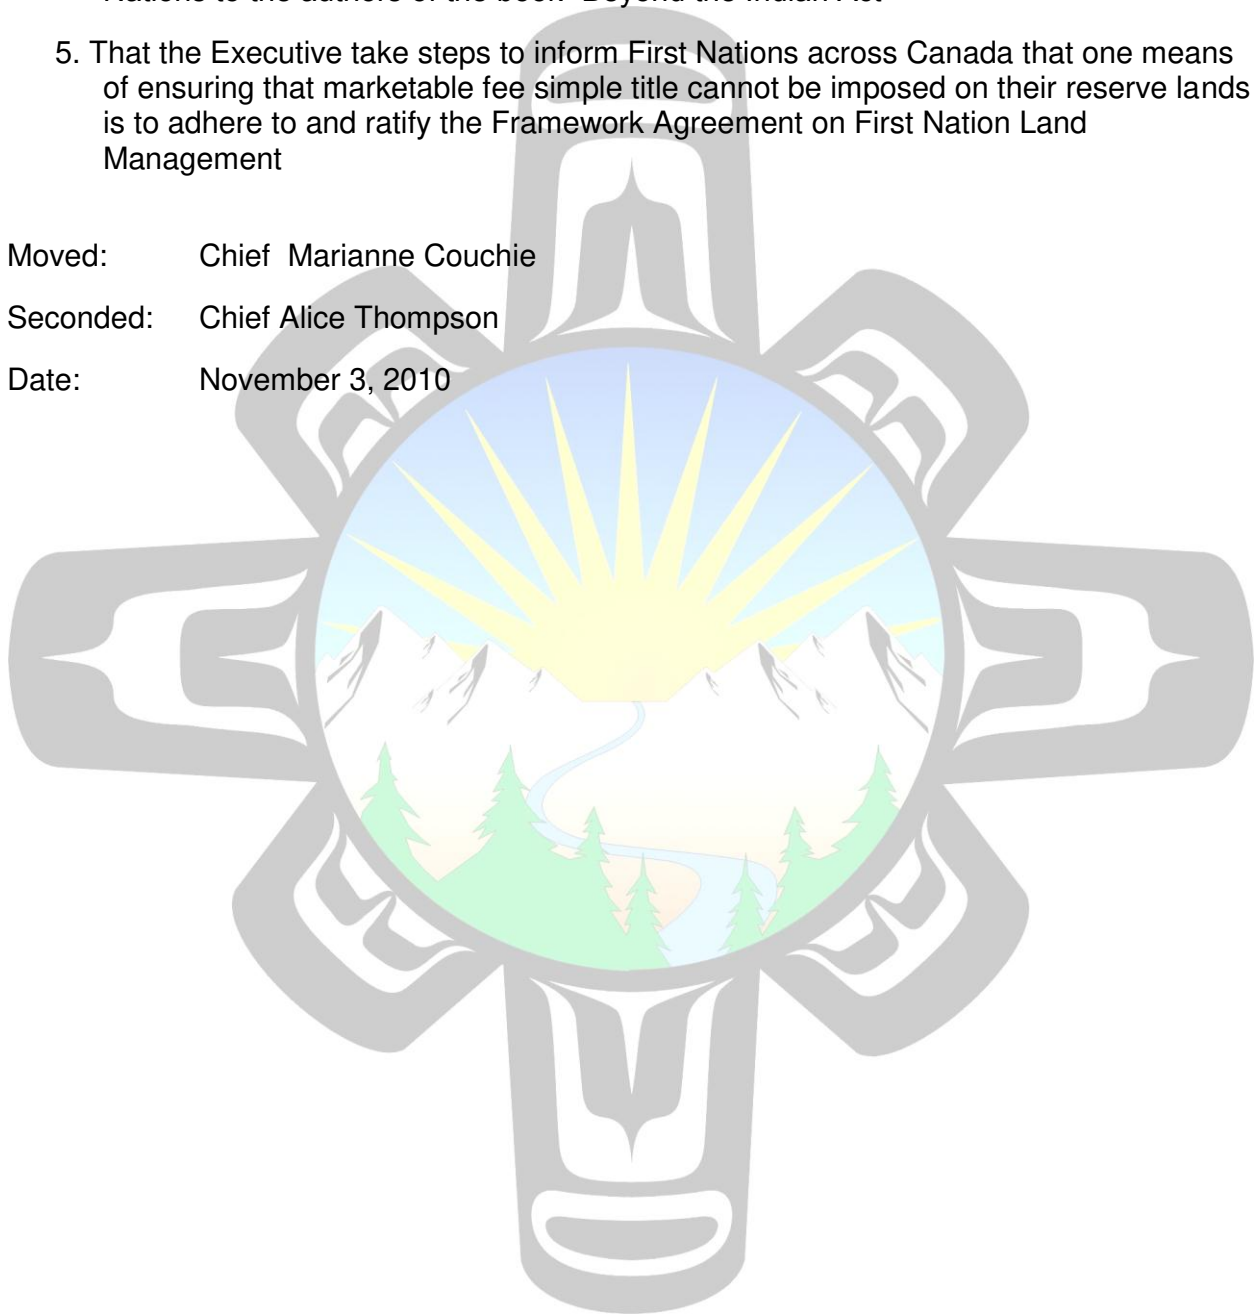 5. That the Executive take steps to inform First Nations across Canada that one means
of ensuring that marketable fee simple title cannot be imposed on their reserve lands
is to adhere to and ratify the Framework Agreement on First Nation Land
Management
Moved: Chief Marianne Couchie
Seconded: Chief Alice Thompson
Date: November 3, 2010